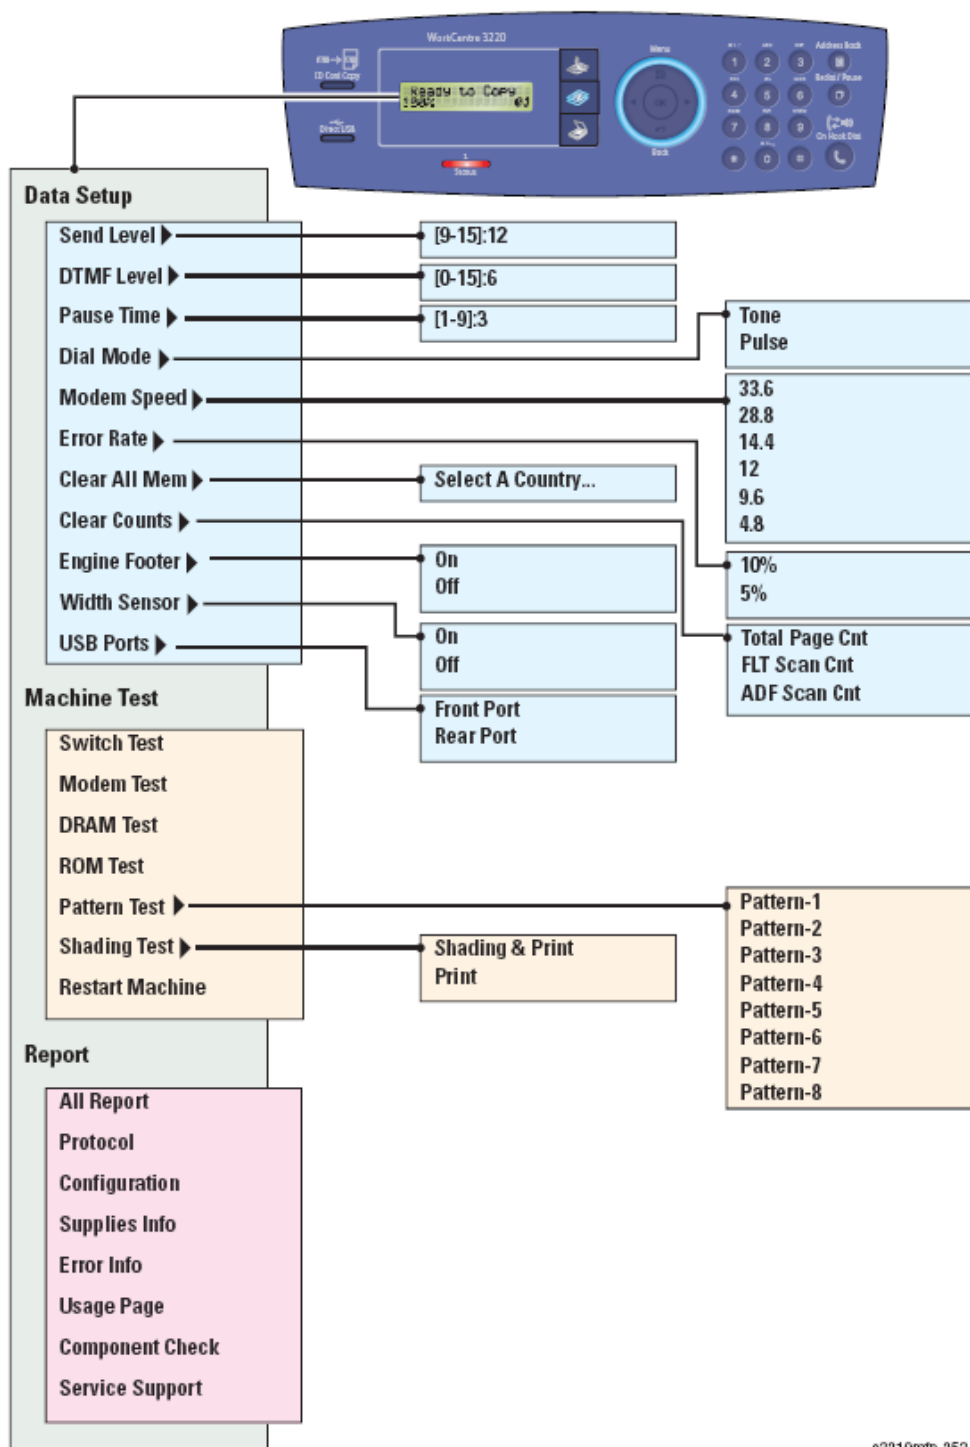 WorkCentre 3220
ID Card Copy
Direct USB
Ready to Copy
100% 01
1
Status
Menu
OK
Back
1 2 3
4 5 6
7 8 9
* 0 #
Address Book
Redial / Pause
On Hook Dial
Data Setup
Send Level
[9-15]:12
DTMF Level
[0-15]:6
Pause Time
[1-9]:3
Dial Mode
Tone
Pulse
Modem Speed
33.6
28.8
14.4
12
9.6
4.8
Error Rate
10%
5%
Clear All Mem
Select A Country...
Clear Counts
Total Page Cnt
FLT Scan Cnt
ADF Scan Cnt
Engine Footer
On
Off
Width Sensor
On
Off
USB Ports
Front Port
Rear Port
Machine Test
Switch Test
Modem Test
DRAM Test
ROM Test
Pattern Test
Pattern-1
Pattern-2
Pattern-3
Pattern-4
Pattern-5
Pattern-6
Pattern-7
Pattern-8
Shading Test
Shading & Print
Print
Restart Machine
Report
All Report
Protocol
Configuration
Supplies Info
Error Info
Usage Page
Component Check
Service Support